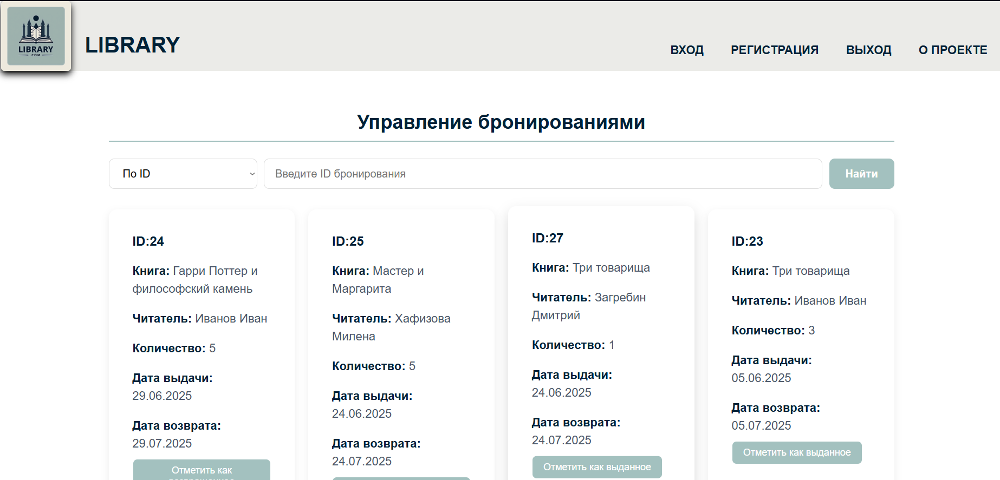 LIBRARY
.COM
LIBRARY
ВХОД
РЕГИСТРАЦИЯ
ВЫХОД
О ПРОЕКТЕ
Управление бронированиями
По ID
Введите ID бронирования
Найти
ID:24
Книга: Гарри Поттер и
философский камень
Читатель: Иванов Иван
Количество: 5
Дата выдачи:
29.06.2025
Дата возврата:
29.07.2025
Отметить как
ID:25
Книга: Мастер и
Маргарита
Читатель: Хафизова
Милена
Количество: 5
Дата выдачи:
24.06.2025
Дата возврата:
24.07.2025
ID:27
Книга: Три товарища
Читатель: Загребин
Дмитрий
Количество: 1
Дата выдачи:
24.06.2025
Дата возврата:
24.07.2025
Отметить как выданное
ID:23
Книга: Три товарища
Читатель: Иванов Иван
Количество: 3
Дата выдачи:
05.06.2025
Дата возврата:
05.07.2025
Отметить как выданное